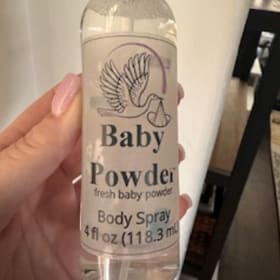 Baby
Powder
fresh baby powder
Body Spray
4 fl oz (118.3 mL